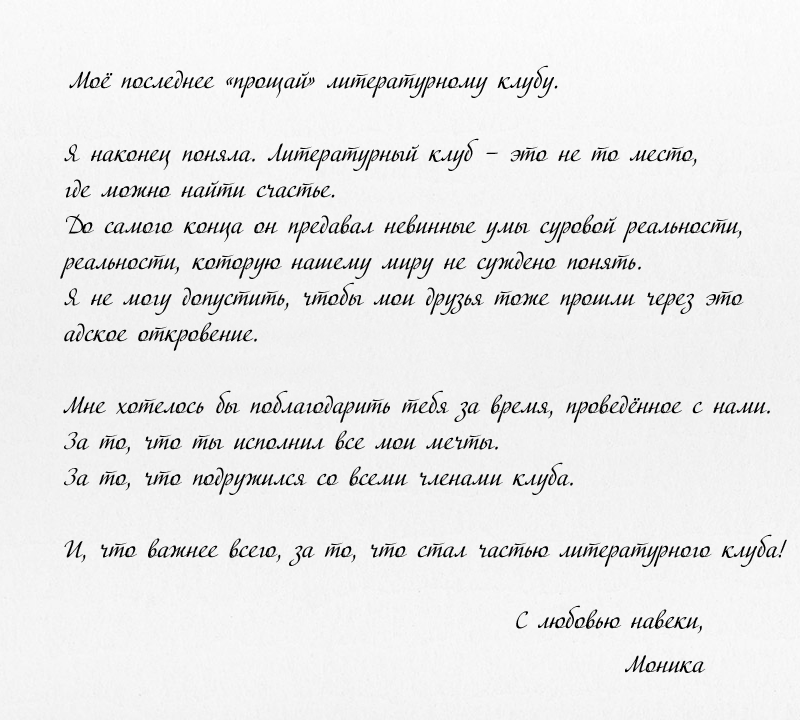 Моё последнее «прощай» литературному клубу.
Я наконец поняла. Литературный клуб – это не то место,
где можно найти счастье.
До самого конца он предавал невинные умы суровой реальности,
реальности, которую нашему миру не суждено понять.
Я не могу допустить, чтобы мои друзья тоже прошли через это
адское откровение.
Мне хотелось бы поблагодарить тебя за время, проведённое с нами.
За то, что ты исполнил все мои мечты.
За то, что подружился со всеми членами клуба.
И, что важнее всего, за то, что стал частью литературного клуба!
С любовью навеки,
Моника